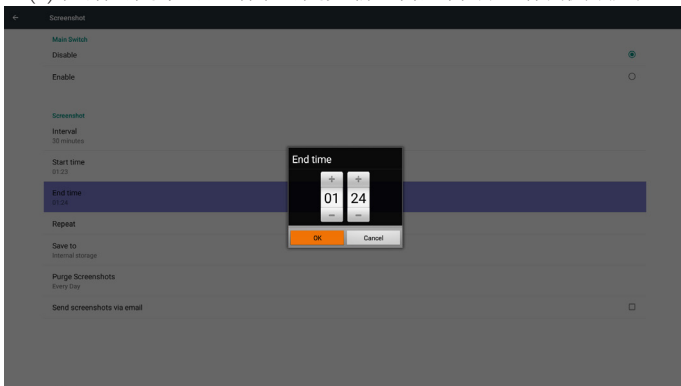 Screenshot
Main Switch
Disable
Enable
Screenshot
Interval
30 minutes
Start time
01:23
End time
01:24
Repeat
Save to
Internal storage
Purge Screenshots
Every Day
Send screenshots via email
End time
+ +
01 24
− −
OK Cancel